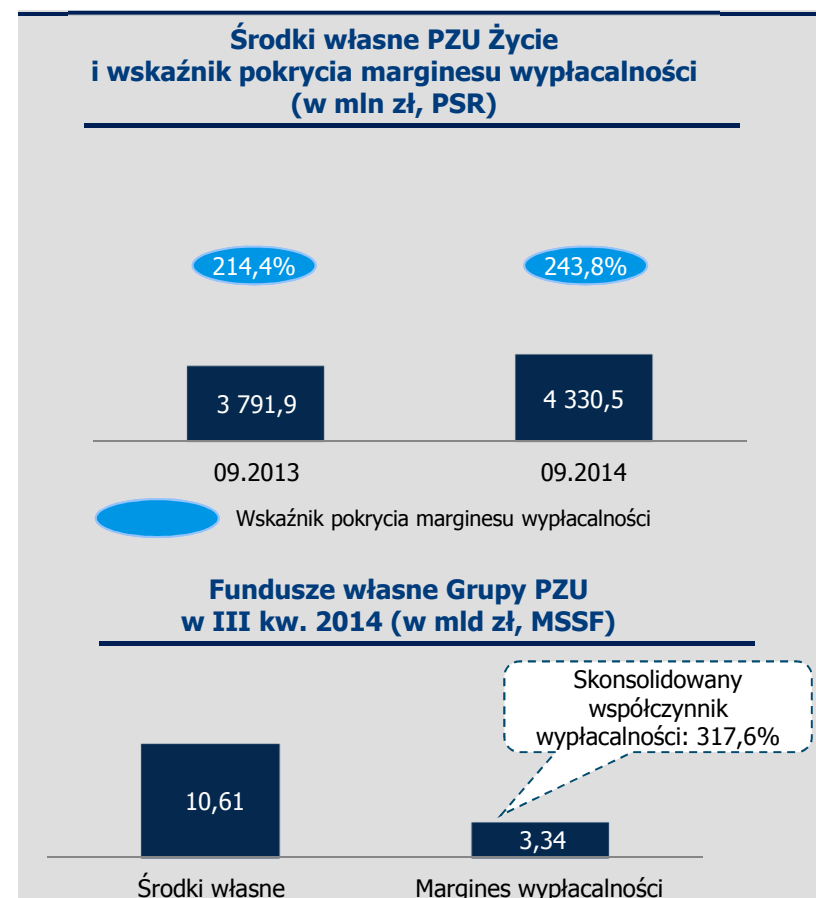 Środki własne PZU Życie
i wskaźnik pokrycia marginesu wypłacalności
(w mln zł, PSR)
214,4%
243,8%
3 791,9
4 330,5
09.2013
09.2014
Wskaźnik pokrycia marginesu wypłacalności
Fundusze własne Grupy PZU
w III kw. 2014 (w mld zł, MSSF)
Skonsolidowany
współczynnik
wypłacalności: 317,6%
10,61
3,34
Środki własne
Margines wypłacalności